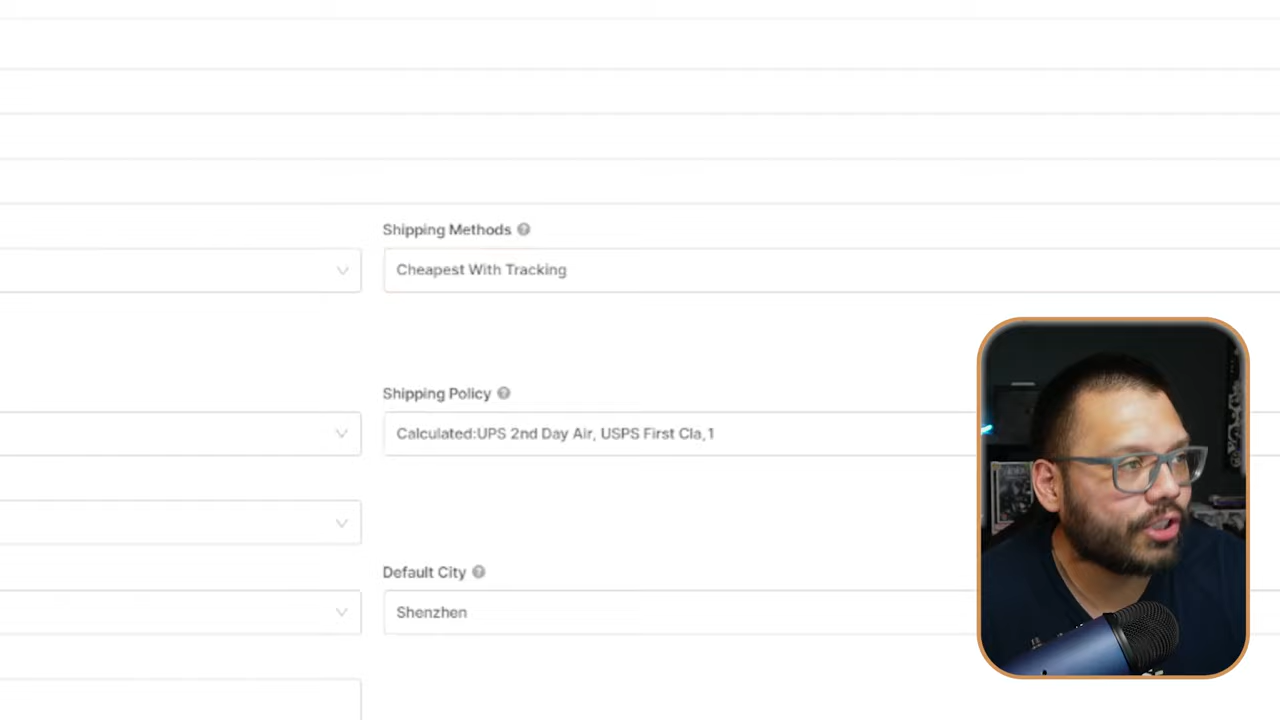 Shipping Methods
Cheapest With Tracking
Shipping Policy
Calculated:UPS 2nd Day Air, USPS First Cla,1
Default City
Shenzhen